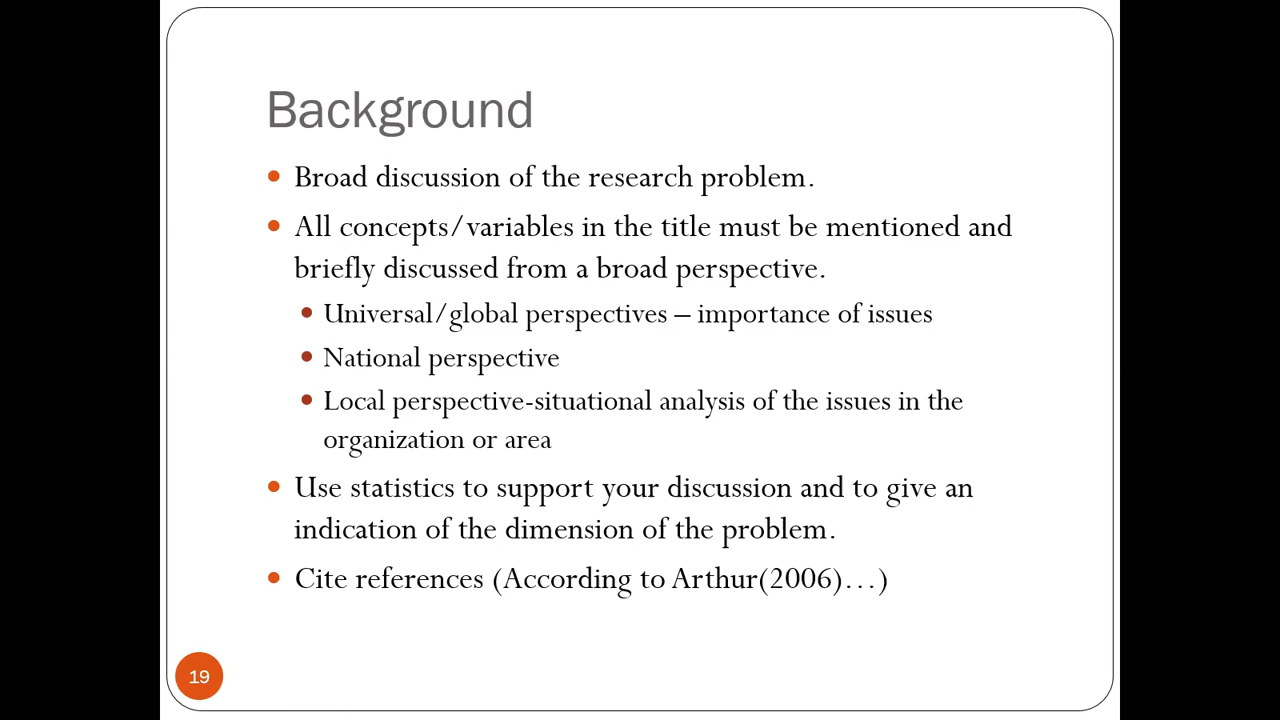 Background
• Broad discussion of the research problem.
• All concepts/variables in the title must be mentioned and
briefly discussed from a broad perspective.
• Universal/global perspectives – importance of issues
• National perspective
• Local perspective-situational analysis of the issues in the
organization or area
• Use statistics to support your discussion and to give an
indication of the dimension of the problem.
• Cite references (According to Arthur(2006)…)
19